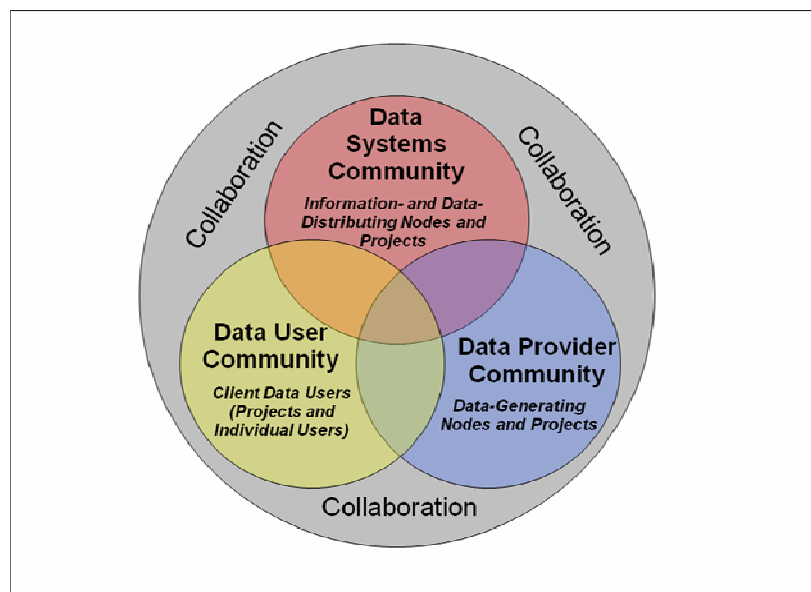 Collaboration
Data
Systems
Community
Information- and Data-
Distributing Nodes and
Projects
Collaboration
Data User
Community
Client Data Users
(Projects and
Individual Users)
Data Provider
Community
Data-Generating
Nodes and Projects
Collaboration